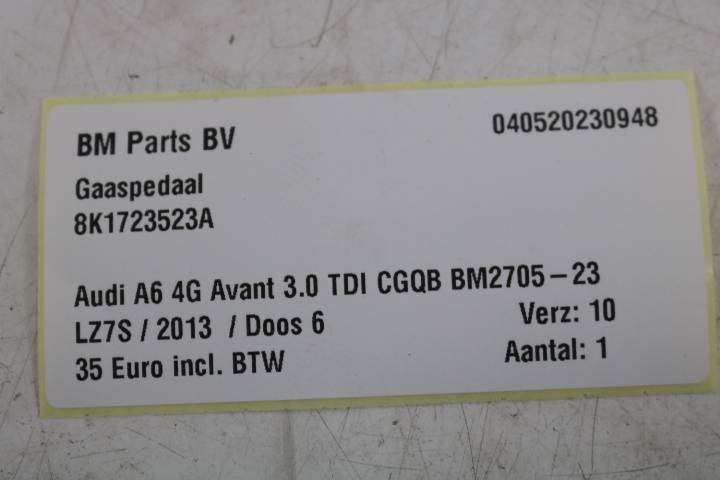 BM Parts BV 040520230948
Gaaspedaal
8K1723523A
Audi A6 4G Avant 3.0 TDI CGQB BM2705-23
LZ7S / 2013 / Doos 6 Verz: 10
35 Euro incl. BTW Aantal: 1